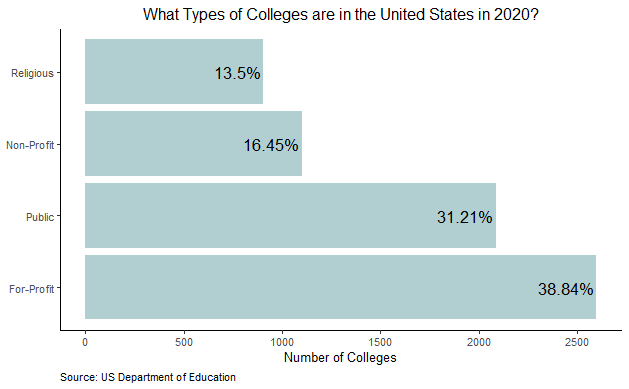 What Types of Colleges are in the United States in 2020?
Religious
13.5%
Non-Profit
16.45%
Public
31.21%
For-Profit
38.84%
0 500 1000 1500 2000 2500
Number of Colleges
Source: US Department of Education